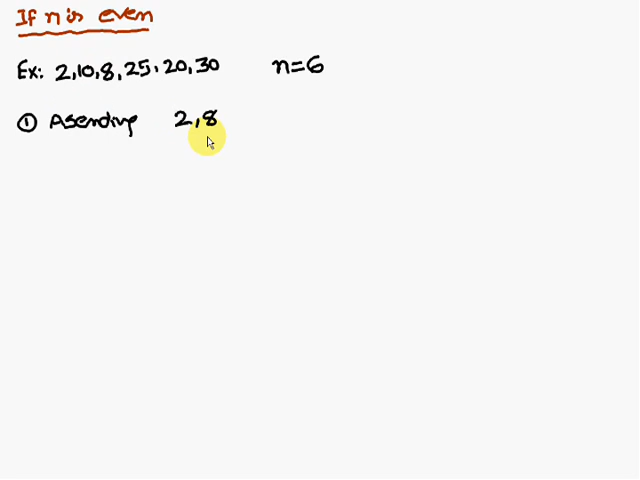 If n is even
Ex: 2,10,8,25,20,30 n=6
① Asending 2,8